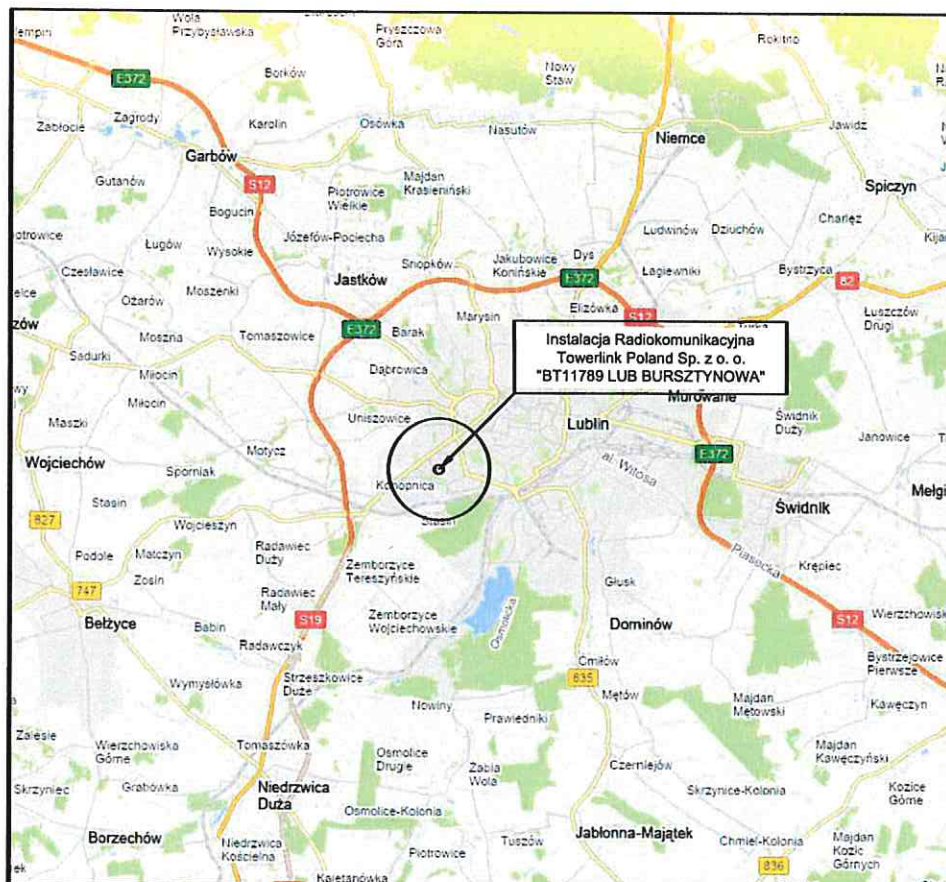 Wola
Przybysławska
Pryszczowa
Góra
Rokitno
E372
Borków
Nowy
Staw
Zabłocie
Zagrody
Karolin
Osówka
Nasutów
Jawidz
Niemce
Garbów
S12
Gutanów
Piotrowice
Wielkie
Majdan
Krasieniński
Spiczyn
Bogucin
Charlęż
Ługów
Wysokie
Józefów-Pociecha
Ludwinów
Dziuchów
Snopków
Jakubowice
Konińskie
Dys
Czesławice
Jastków
E372
Łagiewniki
Bystrzyca
82
Ożarów
Moszenki
Elizówka
S12
Łuszczów
Drugi
Marysin
Moszna
Tomaszowice
E372
Barak
Sadurki
Instalacja Radiokomunikacyjna
Towerlink Poland Sp. z o. o.
"BT11789 LUB BURSZTYNOWA"
Miłocin
Dąbrowica
Miłocin
Murowane
Maszki
Uniszowice
Lublin
Świdnik
Duży
Motycz
Janowice
Wojciechów
Sporniak
Konopnica
al. Witosa
E372
Mełgi
Stasin
Stasin
Świdnik
827
Wojcieszyn
Radawiec
Duży
Podole
Matczyn
Zemborzyce
Tereszyńskie
Piasecka
Krępiec
747
Zosin
Radawiec
Mały
Głusk
Bełżyce
Babin
S19
Zemborzyce
Wojciechowskie
Osmolicka
Dominów
S12
Wierzchowisk
Radawczyk
Bystrzejowice
Pierwsze
Wymysłówka
Strzeszkowice
Duże
Ćmiłów
835
Nowiny
Mętów
Majdan
Mętowski
Kawęczyn
Prawiedniki
Zalesie
Wierzchowiska
Górne
Tomaszówka
Osmolice
Drugie
Żabia
Wola
Czerniejów
Majdan
Kawęczyński
Skrzyniec
Grabówka
Niedrzwica
Duża
Skrzynice-Kolonia
Kozice
Górne
Osmolice-Kolonia
Borzechów
Niedrzwica
Kościelna
Piotrowice
Tuszów
Jabłonna-Majątek
Chmiel-Kolonia
Majdan
Kozic
Górnych
836
Kajetanówka